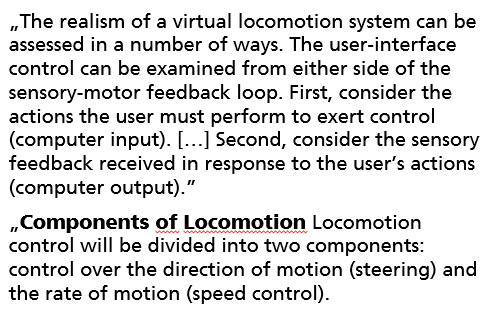 „The realism of a virtual locomotion system can be
assessed in a number of ways. The user-interface
control can be examined from either side of the
sensory-motor feedback loop. First, consider the
actions the user must perform to exert control
(computer input). […] Second, consider the sensory
feedback received in response to the user’s actions
(computer output).”
„Components of Locomotion Locomotion
control will be divided into two components:
control over the direction of motion (steering) and
the rate of motion (speed control).